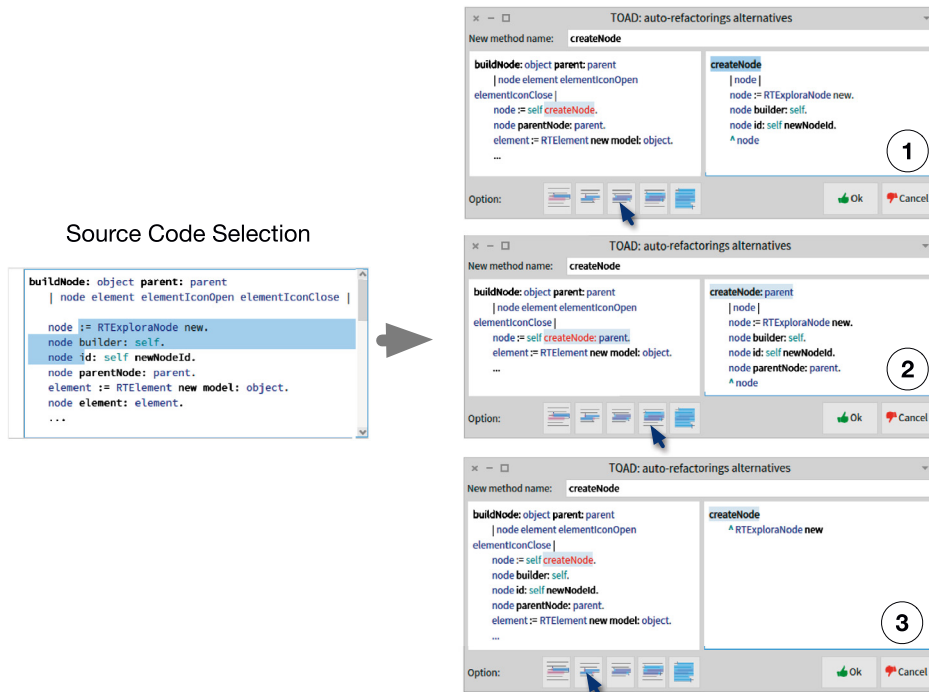 Source Code Selection
buildNode: object parent: parent
| node element elementIconOpen elementIconClose |
node := RTExploraNode new.
node builder: self.
node id: self newNodeId.
node parentNode: parent.
element := RTElement new model: object.
node element: element.
...
TOAD: auto-refactorings alternatives
New method name: createNode
buildNode: object parent: parent
| node element elementIconOpen
elementIconClose |
node := self createNode.
node parentNode: parent.
element := RTElement new model: object.
...
createNode
| node |
node := RTExploraNode new.
node builder: self.
node id: self newNodeId.
^ node
1
Option:
Ok
Cancel
TOAD: auto-refactorings alternatives
New method name: createNode
buildNode: object parent: parent
| node element elementIconOpen
elementIconClose |
node := self createNode: parent.
element := RTElement new model: object.
...
createNode: parent
| node |
node := RTExploraNode new.
node builder: self.
node id: self newNodeId.
node parentNode: parent.
^ node
2
Option:
Ok
Cancel
TOAD: auto-refactorings alternatives
New method name: createNode
buildNode: object parent: parent
| node element elementIconOpen
elementIconClose |
node := self createNode.
node builder: self.
node id: self newNodeId.
node parentNode: parent.
element := RTElement new model: object.
...
createNode
^ RTExploraNode new
3
Option:
Ok
Cancel